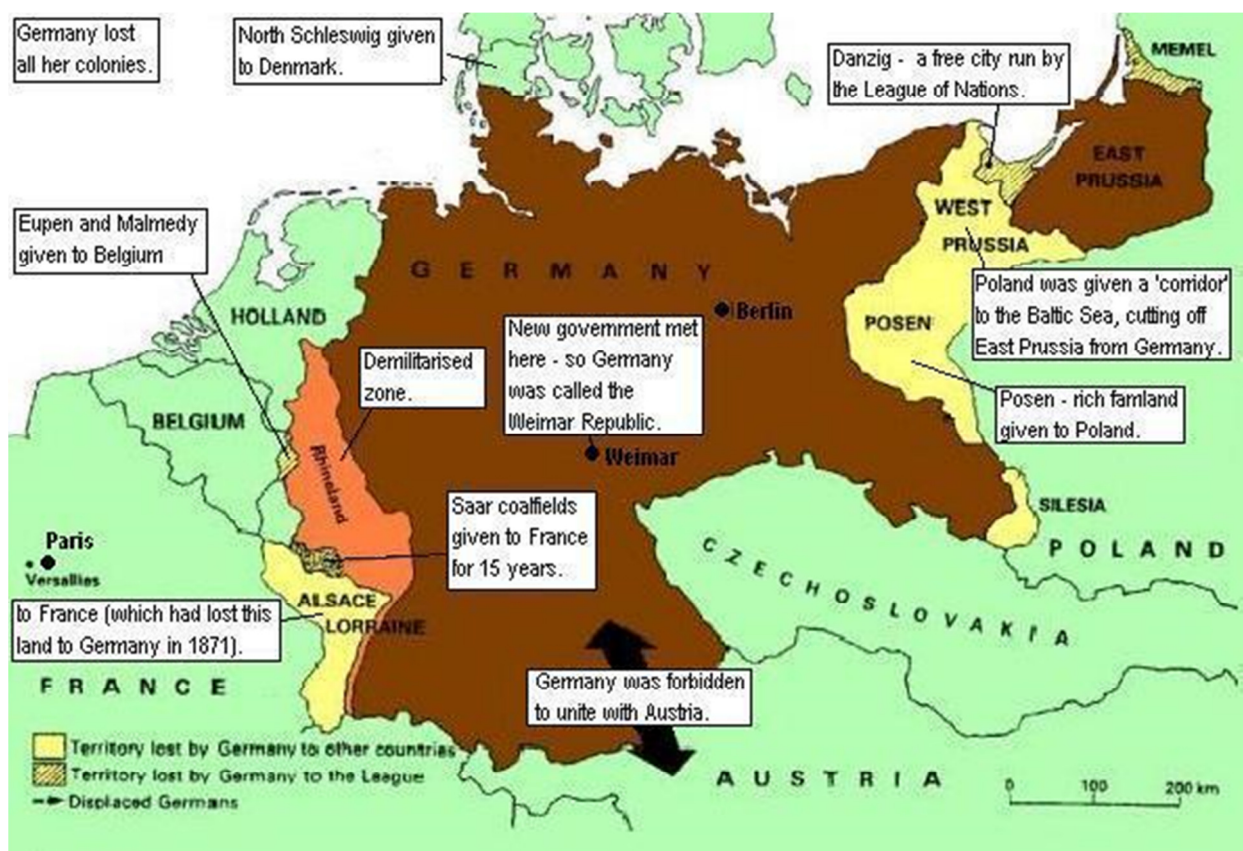 Germany lost
all her colonies.
North Schleswig given
to Denmark.
Danzig - a free city run by
the League of Nations.
MEMEL
EAST
PRUSSIA
Eupen and Malmedy
given to Belgium
WEST
PRUSSIA
GERMANY
HOLLAND
Berlin
POSEN
Poland was given a 'corridor'
to the Baltic Sea, cutting off
East Prussia from Germany.
New government met
here - so Germany
was called the
Weimar Republic.
Demilitarised
zone.
BELGIUM
Posen - rich famland
given to Poland.
Rhineland
Weimar
Saar coalfields
given to France
for 15 years.
SILESIA
POLAND
CZECHOSLOVAKIA
Paris
Versallies
ALSACE
LORRAINE
to France (which had lost this
land to Germany in 1871).
FRANCE
Germany was forbidden
to unite with Austria.
Territory lost by Germany to other countries
Territory lost by Germany to the League
Displaced Germans
AUSTRIA
0 100 200 km